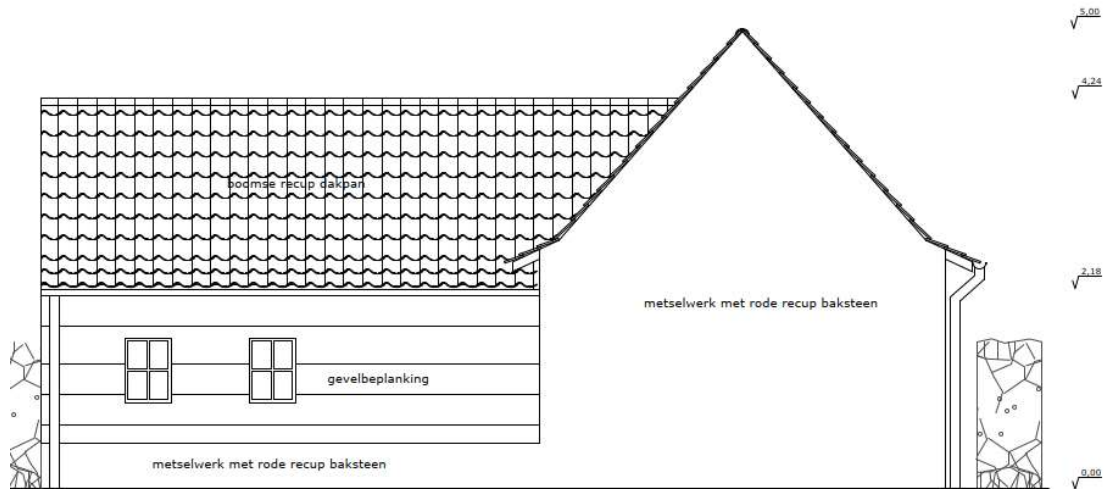 5,00
4,24
boomse recup dakpan
2,18
metselwerk met rode recup baksteen
gevelbeplanking
metselwerk met rode recup baksteen
0,00